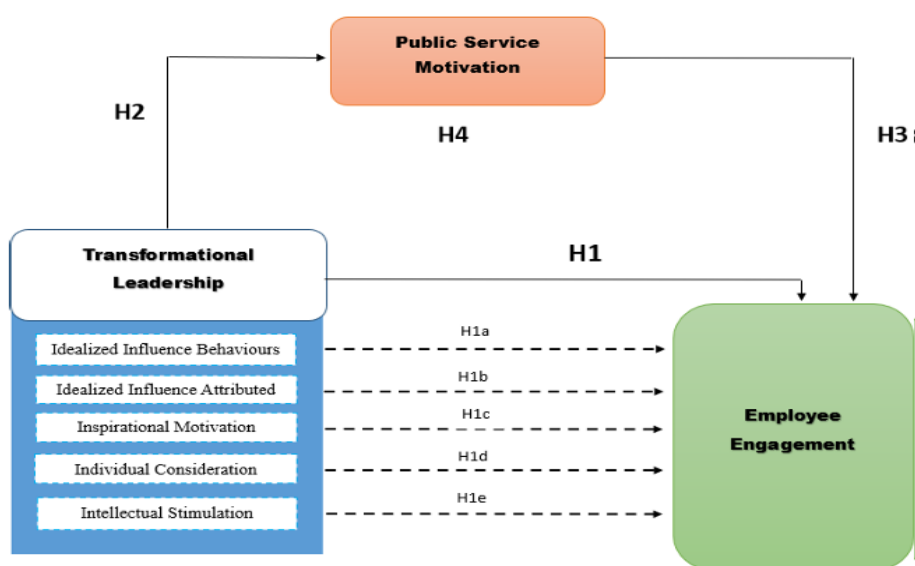 Public Service
Motivation
H2
H4
H3
Transformational
Leadership
H1
Idealized Influence Behaviours
H1a
Idealized Influence Attributed
H1b
Inspirational Motivation
H1c
Individual Consideration
H1d
Intellectual Stimulation
H1e
Employee
Engagement